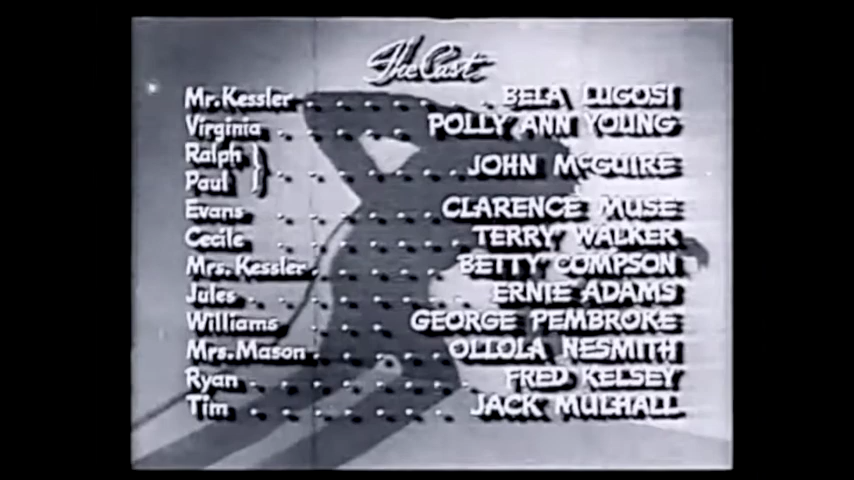 The Cast
Mr. Kessler . . . . . . BELA LUGOSI
Virginia . . . . . POLLY ANN YOUNG
Ralph
Paul } . . . . . . JOHN McGUIRE
Evans . . . . . . CLARENCE MUSE
Cecile . . . . . . TERRY WALKER
Mrs. Kessler . . . . . BETTY COMPSON
Jules . . . . . . . ERNIE ADAMS
Williams . . . . GEORGE PEMBROKE
Mrs. Mason . . . . . OLLOLA NESMITH
Ryan . . . . . . . . FRED KELSEY
Tim . . . . . . . JACK MULHALL